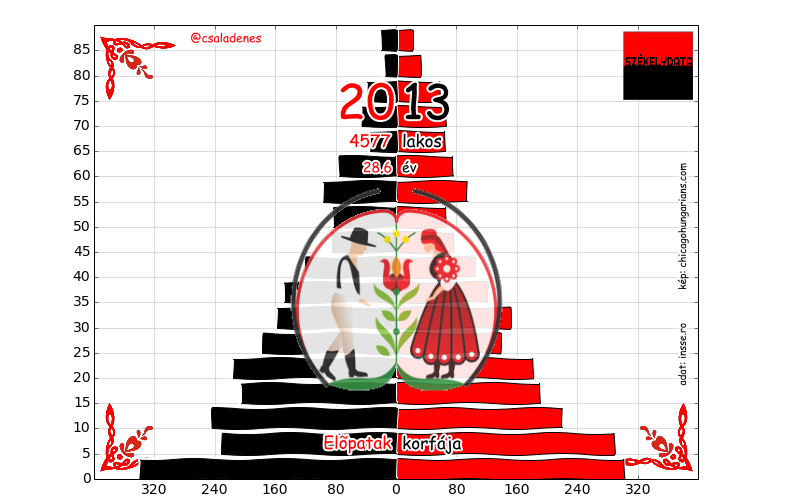 @csaladenes
SZÉKELYDATA
2013
4577 lakos
28.6 év
kép: chicagohungarians.com
adat: insse.ro
Előpatak korfája
85
80
75
70
65
60
55
50
45
40
35
30
25
20
15
10
5
0
320 240 160 80 0 80 160 240 320